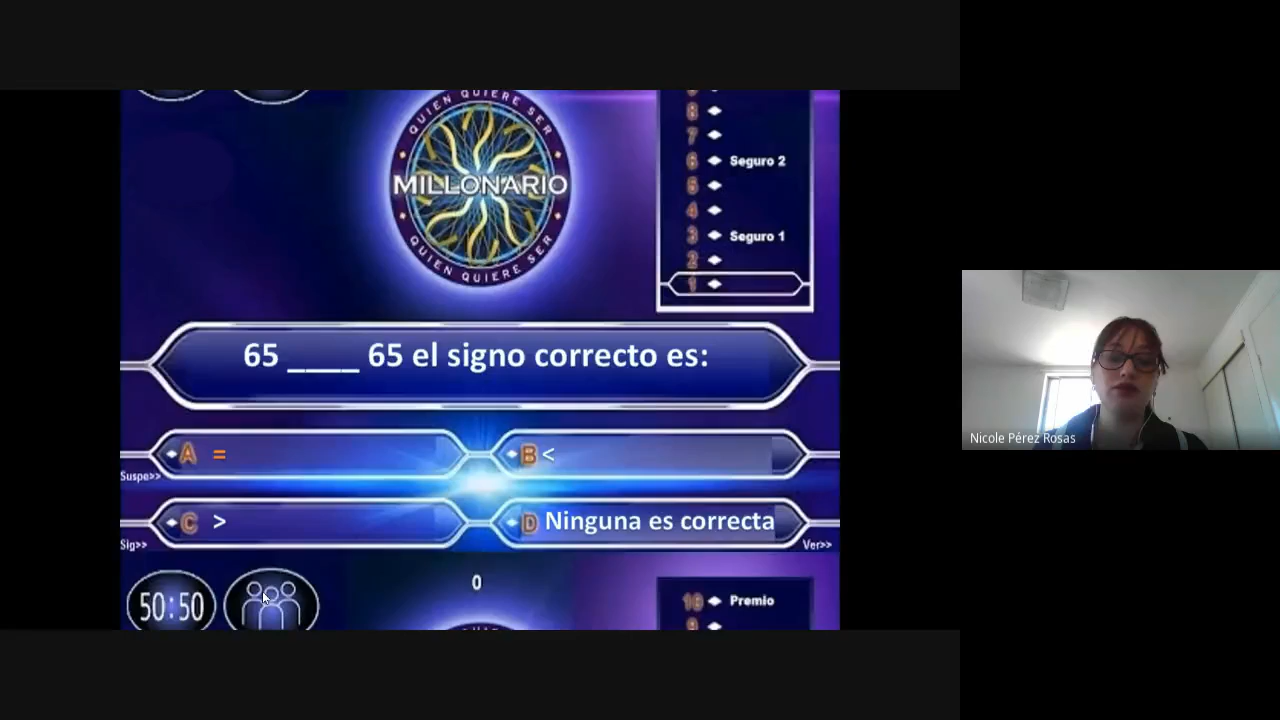 QUIEN QUIERE SER
MILLONARIO
QUIEN QUIERE SER
8
7
6 Seguro 2
5
4
3 Seguro 1
2
1
65 ____ 65 el signo correcto es:
A =
B <
Suspe>>
C >
D Ninguna es correcta
Sig>>
Ver>>
50:50
0
10 Premio
9
Nicole Pérez Rosas